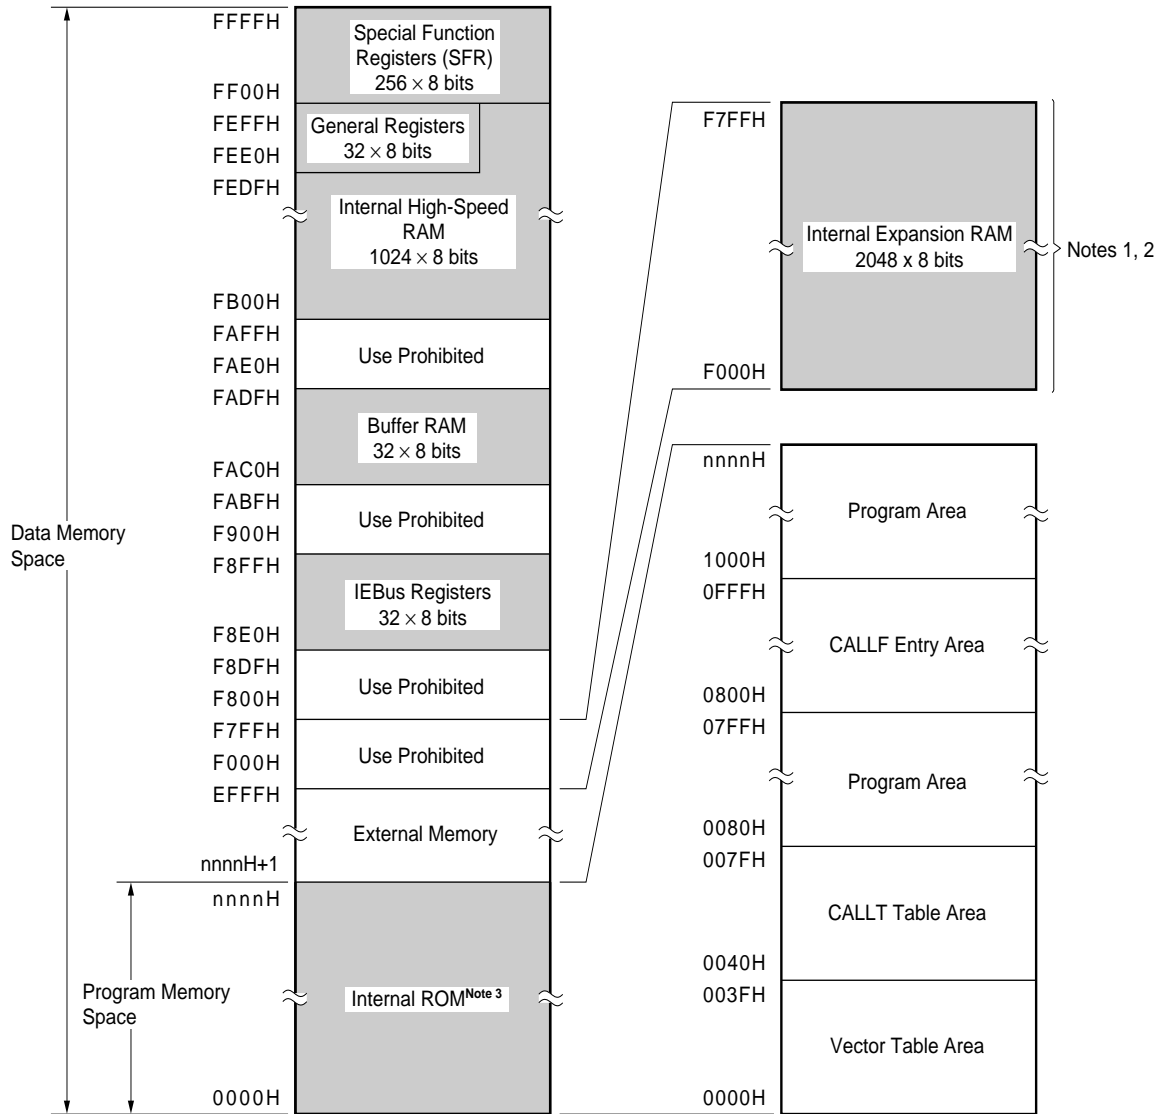 FFFFH
Special Function
Registers (SFR)
256 × 8 bits
FF00H
FEFFH
General Registers
32 × 8 bits
FEE0H
FEDFH
Internal High-Speed
RAM
1024 × 8 bits
FB00H
FAFFH
Use Prohibited
FAE0H
FADFH
Buffer RAM
32 × 8 bits
FAC0H
FABFH
Use Prohibited
F900H
F8FFH
IEBus Registers
32 × 8 bits
F8E0H
F8DFH
Use Prohibited
F800H
F7FFH
Use Prohibited
F000H
EFFFH
External Memory
nnnnH+1
nnnnH
Internal ROM Note 3
0000H
Data Memory
Space
Program Memory
Space
F7FFH
Internal Expansion RAM
2048 x 8 bits
Notes 1, 2
F000H
nnnnH
Program Area
1000H
0FFFH
CALLF Entry Area
0800H
07FFH
Program Area
0080H
007FH
CALLT Table Area
0040H
003FH
Vector Table Area
0000H